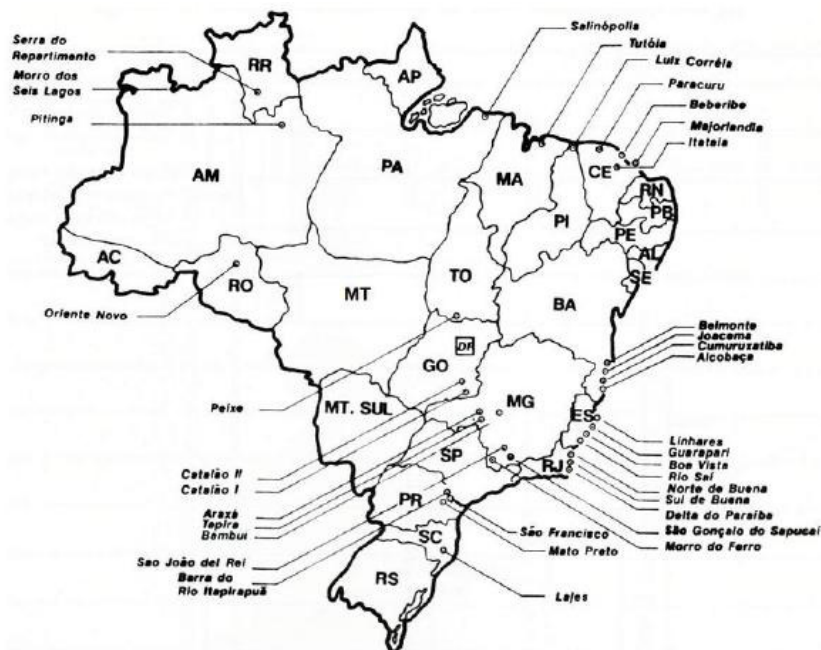 Serra do
Repartimento
Morro dos
Seis Lagos
Pitinga
Salinópolis
Tutóia
Luiz Corréia
Paracuru
Beberibe
Majorlandia
Itataia
RR
AP
AM
PA
MA
CE
RN
PB
PI
PE
AL
SE
AC
RO
TO
MT
BA
Oriente Novo
Belmonte
Joacema
Cumuruxatiba
Alcobaça
DF
GO
Peixe
MT. SUL
MG
ES
Linhares
Guarapari
Boa Vista
Rio Saí
Norte de Buena
Sul de Buena
Delta do Paraíba
São Gonçalo do Sapucaí
Morro do Ferro
SP
RJ
Catalão II
Catalão I
Araxá
Tapira
Bambuí
PR
São Francisco
Mato Preto
SC
Sao João del Rei
Barra do
Rio Itapirapuã
RS
Lajes